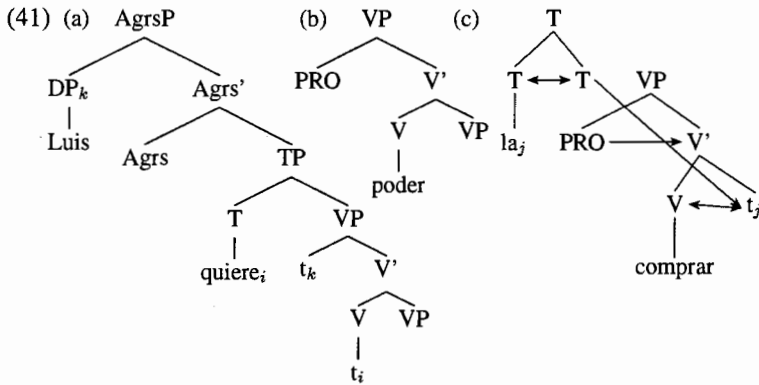 (41) (a) AgrsP (b) VP (c) T
DPₖ Agrs' PRO V' T T VP
Luis Agrs TP V VP laⱼ PRO V'
poder
T VP V tⱼ
quiereᵢ tₖ V' comprar
V VP
tᵢ